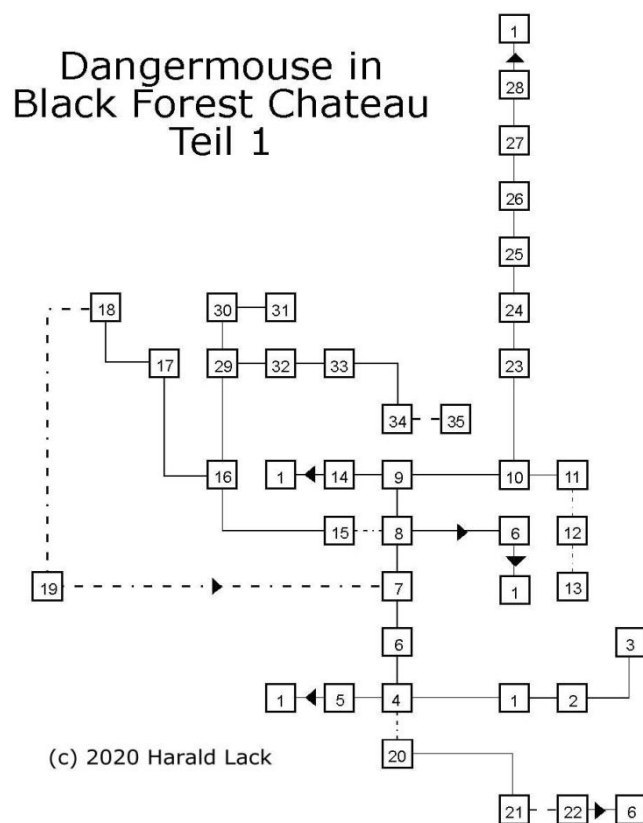 Dangermouse in
Black Forest Chateau
Teil 1
1
28
27
26
25
18 30 31 24
17 29 32 33 23
34 35
16 1 14 9 10 11
15 8 6 12
19 7 1 13
6
3
1 5 4 1 2
(c) 2020 Harald Lack
20
21 22 6